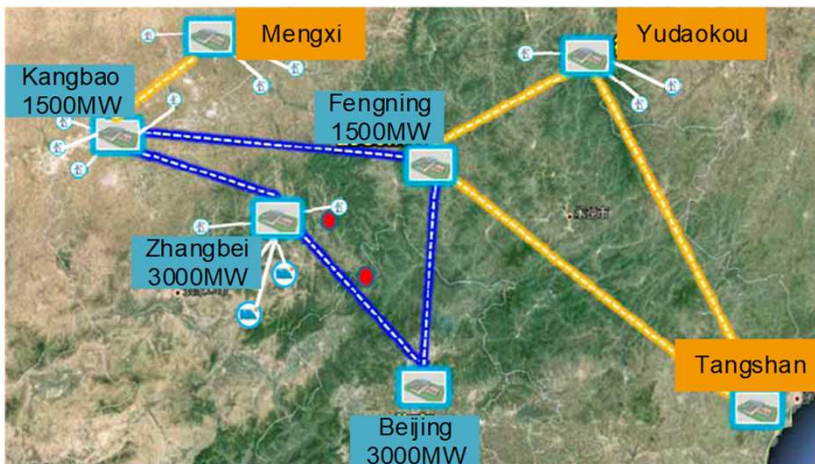 Mengxi
Yudaokou
Kangbao
1500MW
Fengning
1500MW
Zhangbei
3000MW
Tangshan
Beijing
3000MW